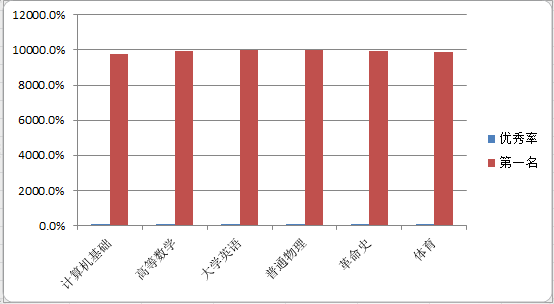 12000.0%
10000.0%
8000.0%
6000.0%
4000.0%
2000.0%
0.0%
计算机基础
高等数学
大学英语
普通物理
革命史
体育
优秀率
第一名